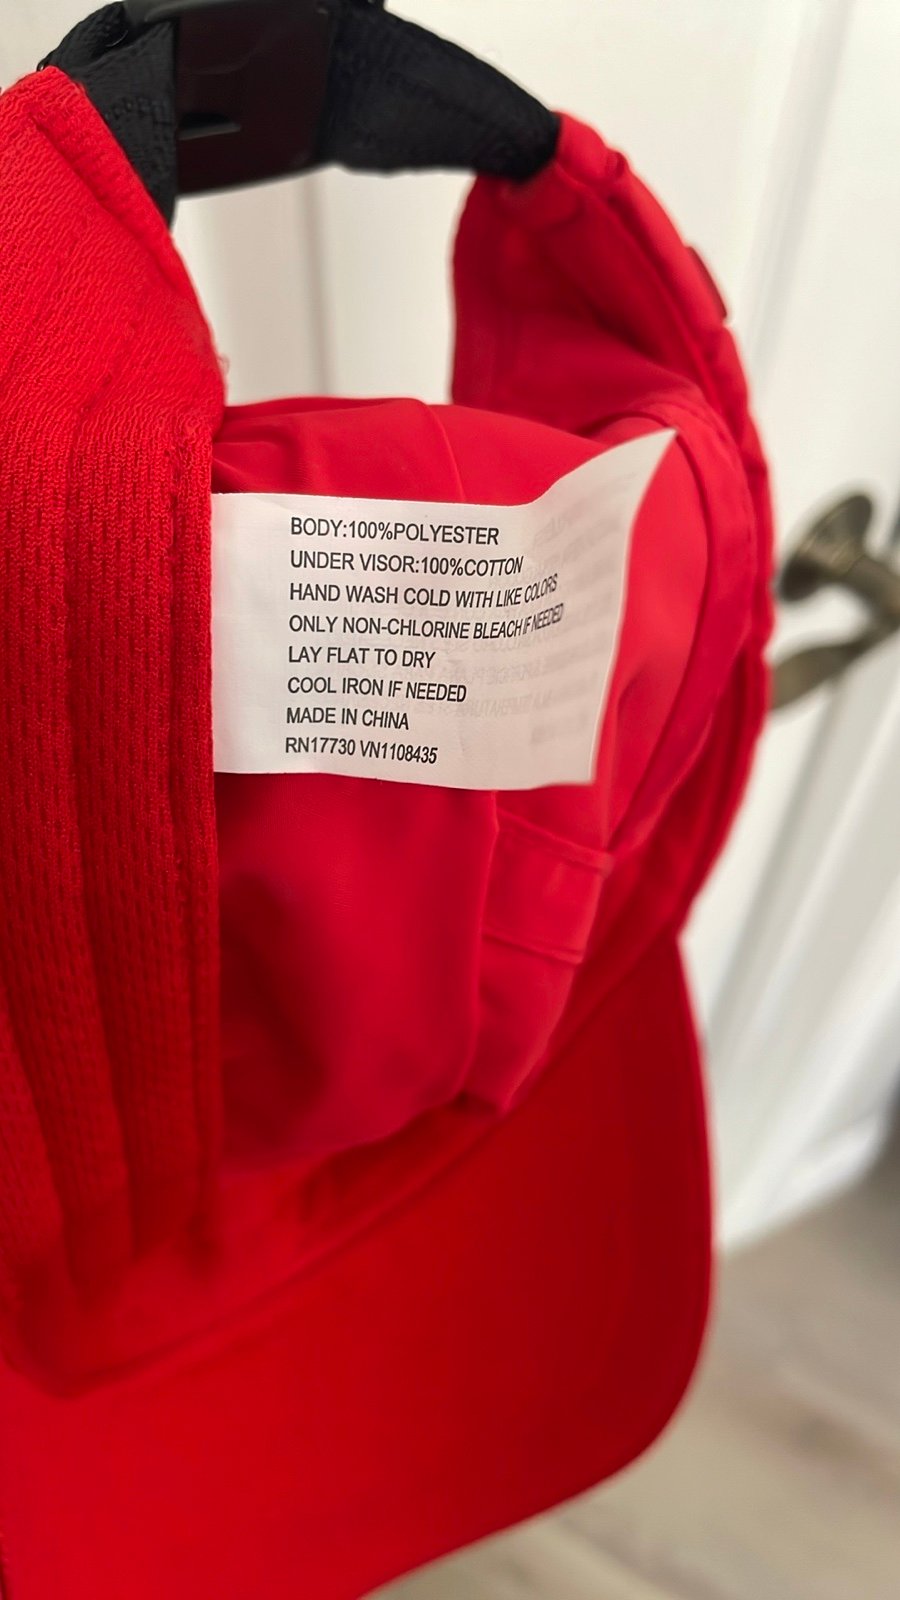 BODY:100%POLYESTER
UNDER VISOR:100%COTTON
HAND WASH COLD WITH LIKE COLORS
ONLY NON-CHLORINE BLEACH IF NEEDED
LAY FLAT TO DRY
COOL IRON IF NEEDED
MADE IN CHINA
RN17730 VN1108435